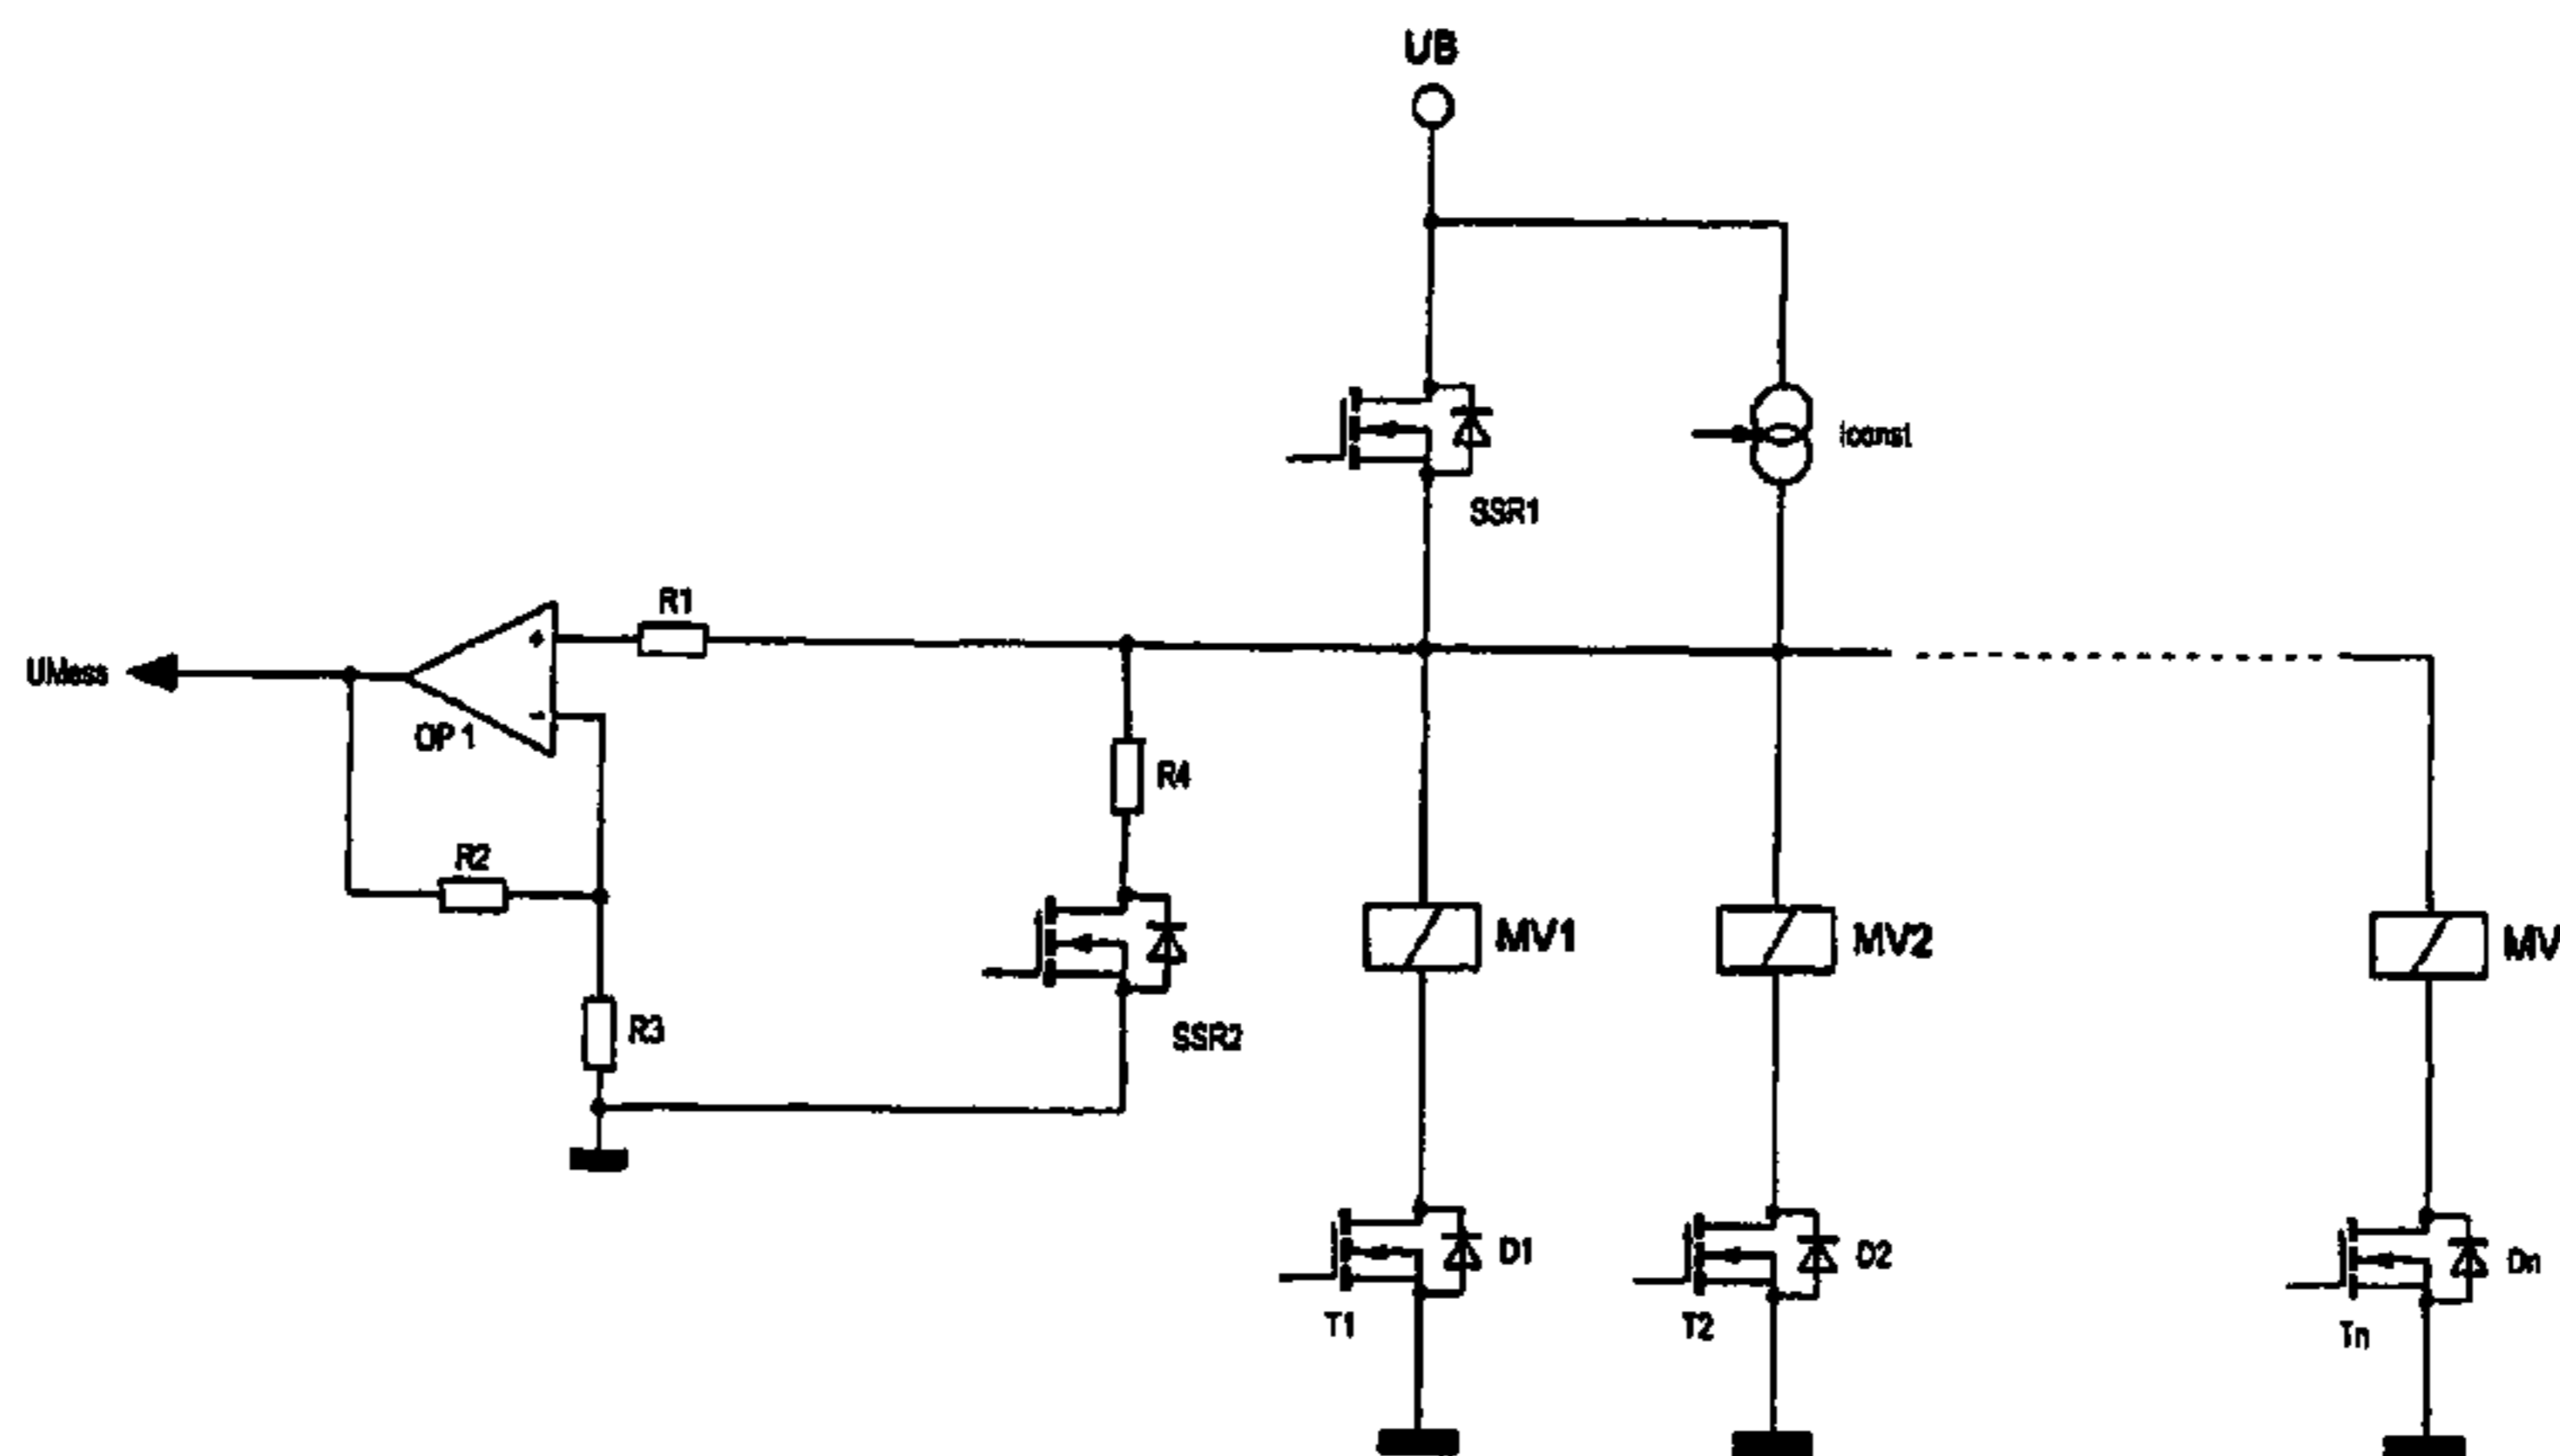 UB
Iconst
SSR1
R1
+
UMess
-
OP 1
R4
R2
MV1
MV2
MV
R3
SSR2
D1
D2
Dn
T1
T2
Tn